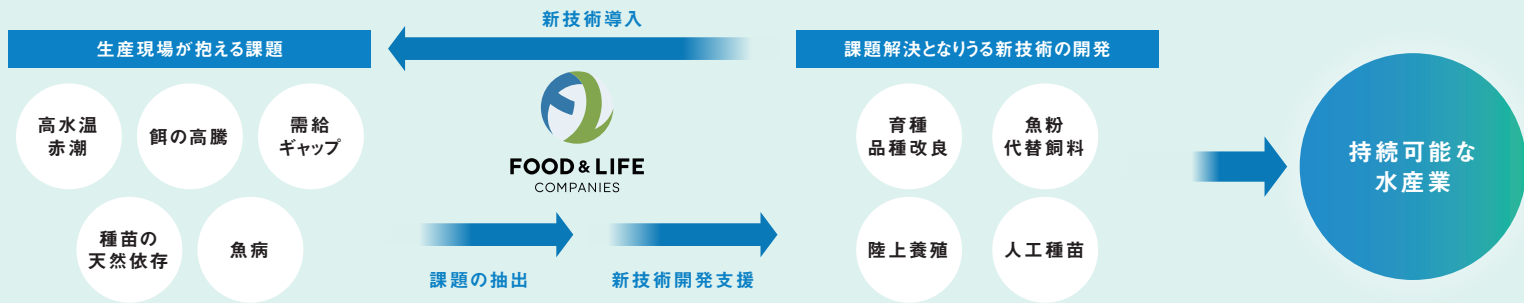 新技術導入
生産現場が抱える課題
高水温
赤潮
餌の高騰
需給
ギャップ
種苗の
天然依存
魚病
FOOD & LIFE
COMPANIES
課題の抽出
新技術開発支援
課題解決となりうる新技術の開発
育種
品種改良
魚粉
代替飼料
陸上養殖
人工種苗
持続可能な
水産業